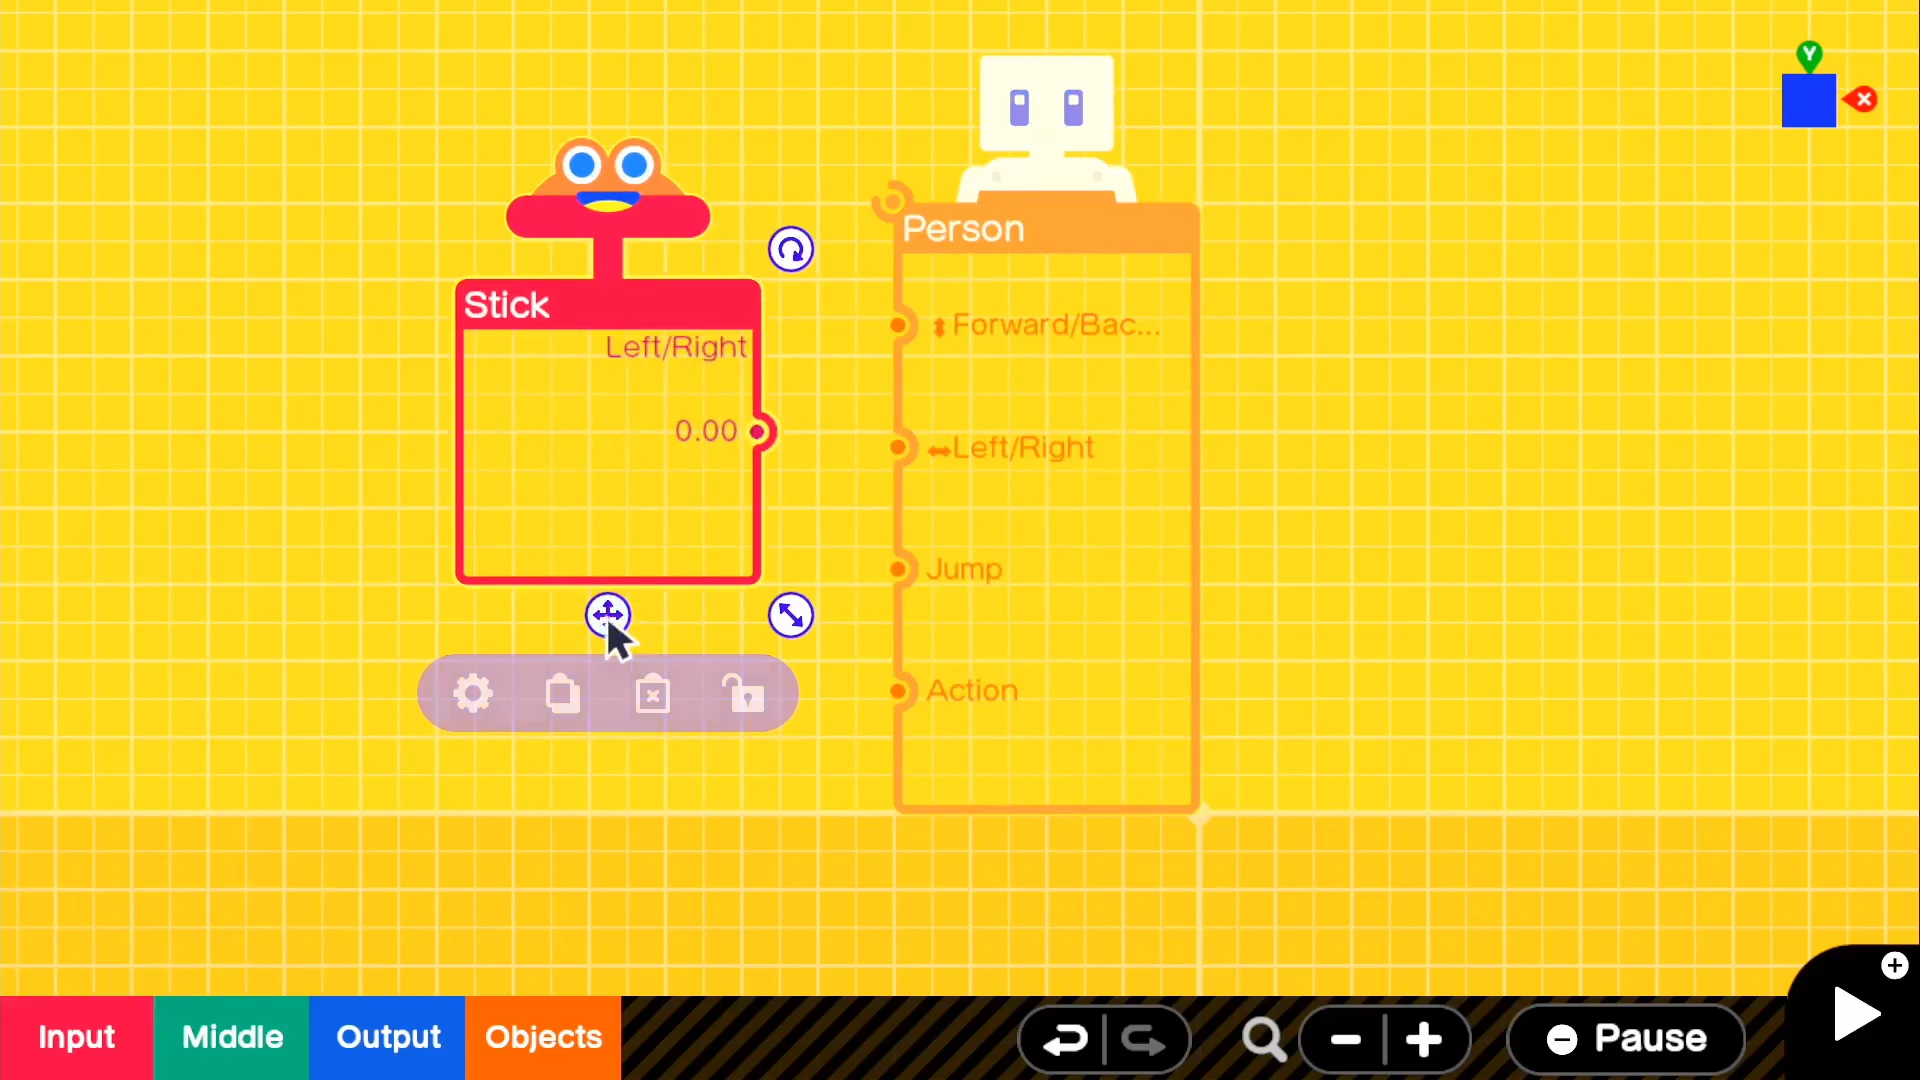 Y
X
Person
Stick
Forward/Bac...
Left/Right
0.00
Left/Right
Jump
Action
Input
Middle
Output
Objects
Pause